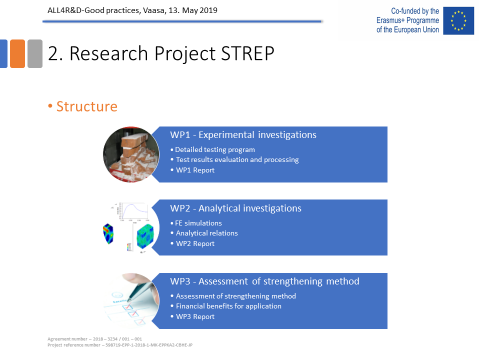 ALL4R&D-Good practices, Vaasa, 13. May 2019
Co-funded by the
Erasmus+ Programme
of the European Union
2. Research Project STREP
• Structure
WP1 - Experimental investigations
• Detailed testing program
• Test results evaluation and processing
• WP1 Report
WP2 - Analytical investigations
• FE simulations
• Analytical relations
• WP2 Report
WP3 - Assessment of strengthening method
• Assessment of strengthening method
• Financial benefits for application
• WP3 Report